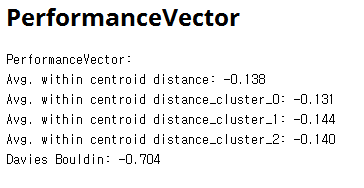 PerformanceVector
PerformanceVector:
Avg. within centroid distance: -0.138
Avg. within centroid distance_cluster_0: -0.131
Avg. within centroid distance_cluster_1: -0.144
Avg. within centroid distance_cluster_2: -0.140
Davies Bouldin: -0.704